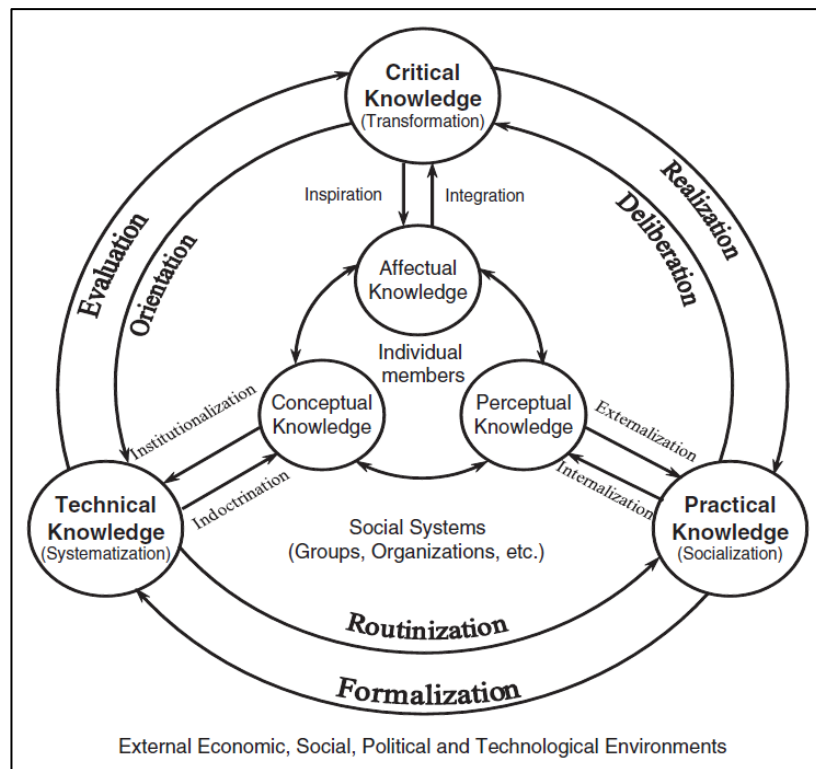 Critical
Knowledge
(Transformation)
Inspiration
Integration
Realization
Deliberation
Evaluation
Orientation
Affectual
Knowledge
Individual
members
Conceptual
Knowledge
Perceptual
Knowledge
Institutionalization
Indoctrination
Externalization
Internalization
Technical
Knowledge
(Systematization)
Practical
Knowledge
(Socialization)
Social Systems
(Groups, Organizations, etc.)
Routinization
Formalization
External Economic, Social, Political and Technological Environments